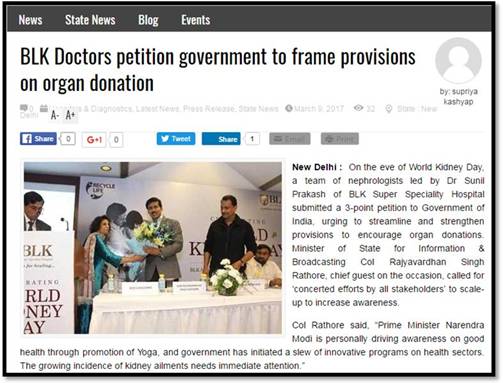 News State News Blog Events
BLK Doctors petition government to frame provisions
on organ donation
by: supriya
kashyap
0 & Diagnostics, Latest News, Press Release, State News March 9, 2017 32 State : New
Delhi A- A+
Share 0 G+1 0 Tweet Share 1 Email Print
RECYCLE
LIFE
BLK
BLK
WORLD
KIDNEY
DAY
New Delhi : On the eve of World Kidney Day,
a team of nephrologists led by Dr Sunil
Prakash of BLK Super Speciality Hospital
submitted a 3-point petition to Government of
India, urging to streamline and strengthen
provisions to encourage organ donations.
Minister of State for Information &
Broadcasting Col Rajyavardhan Singh
Rathore, chief guest on the occasion, called for
‘concerted efforts by all stakeholders’ to scale-
up to increase awareness.
Col Rathore said, “Prime Minister Narendra
Modi is personally driving awareness on good
health through promotion of Yoga, and government has initiated a slew of innovative programs on health sectors.
The growing incidence of kidney ailments needs immediate attention.”